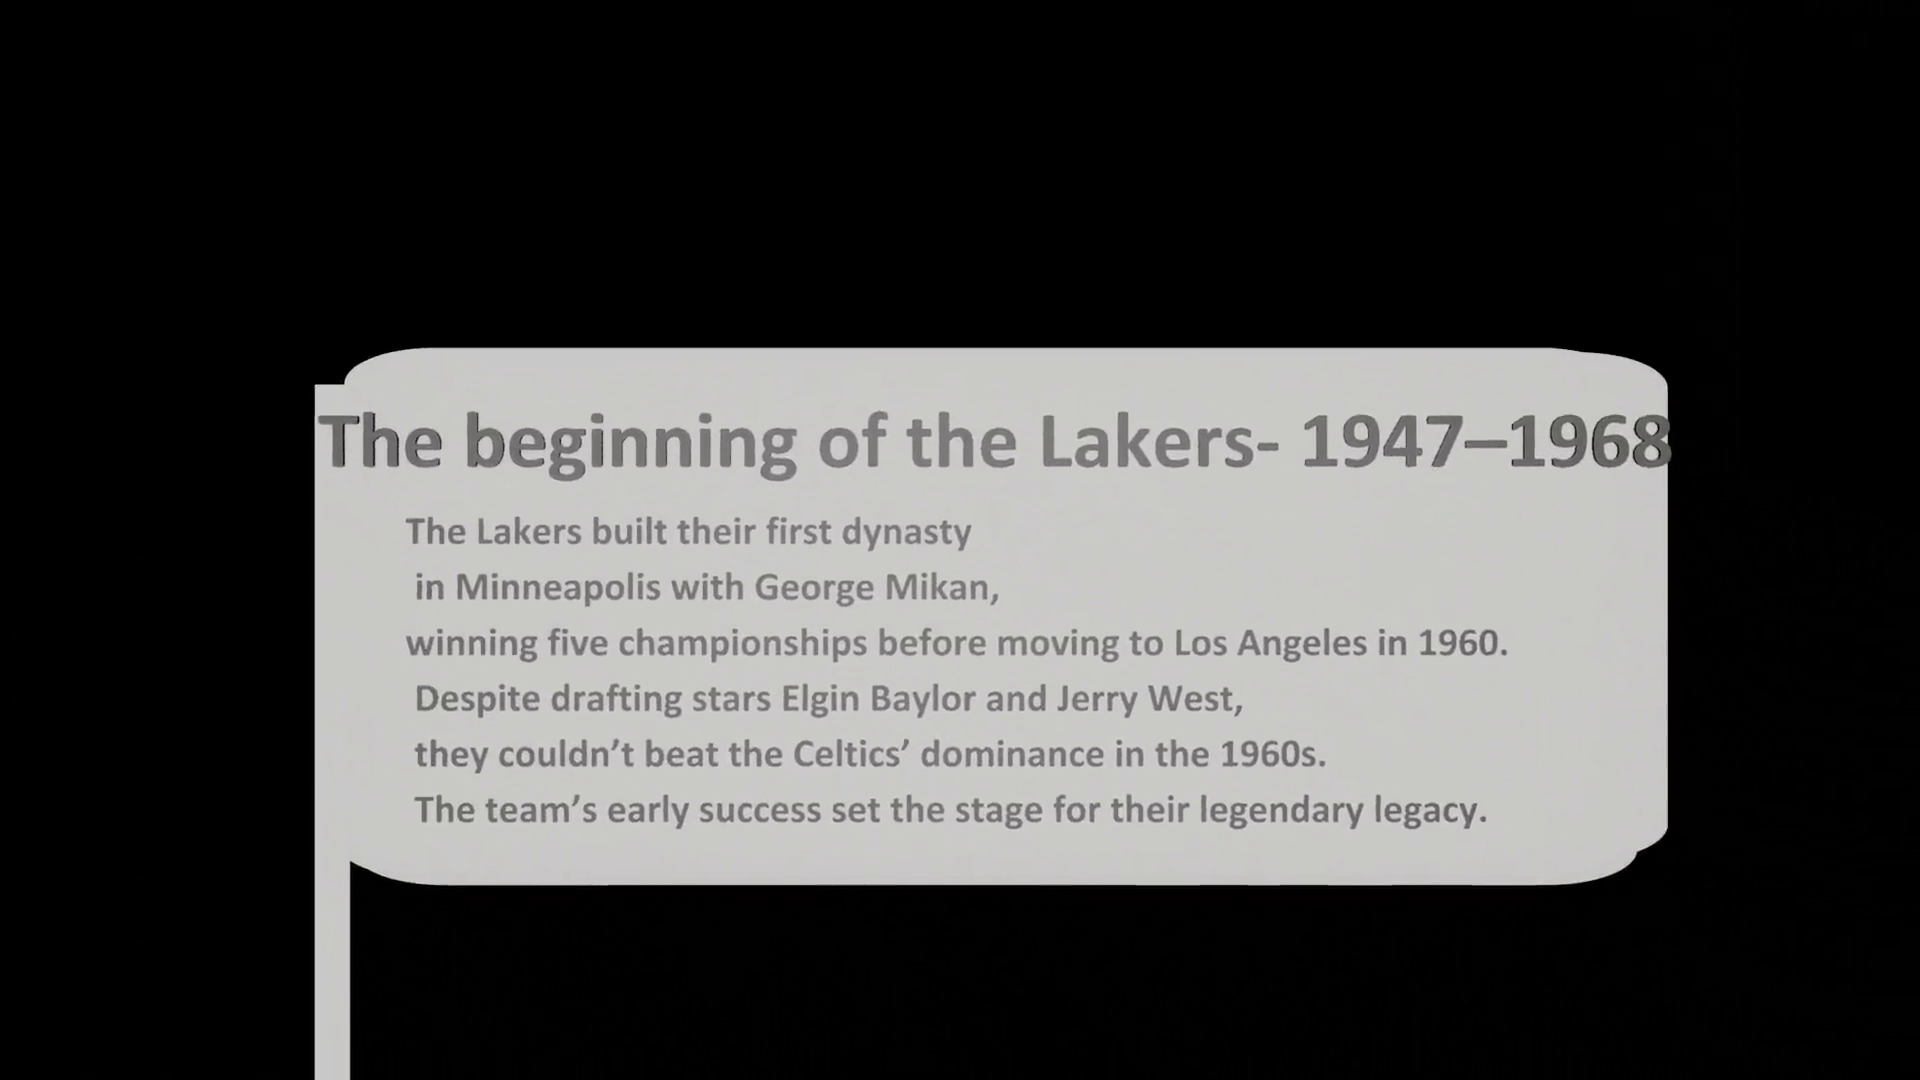 The beginning of the Lakers- 1947–1968
The Lakers built their first dynasty
in Minneapolis with George Mikan,
winning five championships before moving to Los Angeles in 1960.
Despite drafting stars Elgin Baylor and Jerry West,
they couldn’t beat the Celtics’ dominance in the 1960s.
The team’s early success set the stage for their legendary legacy.